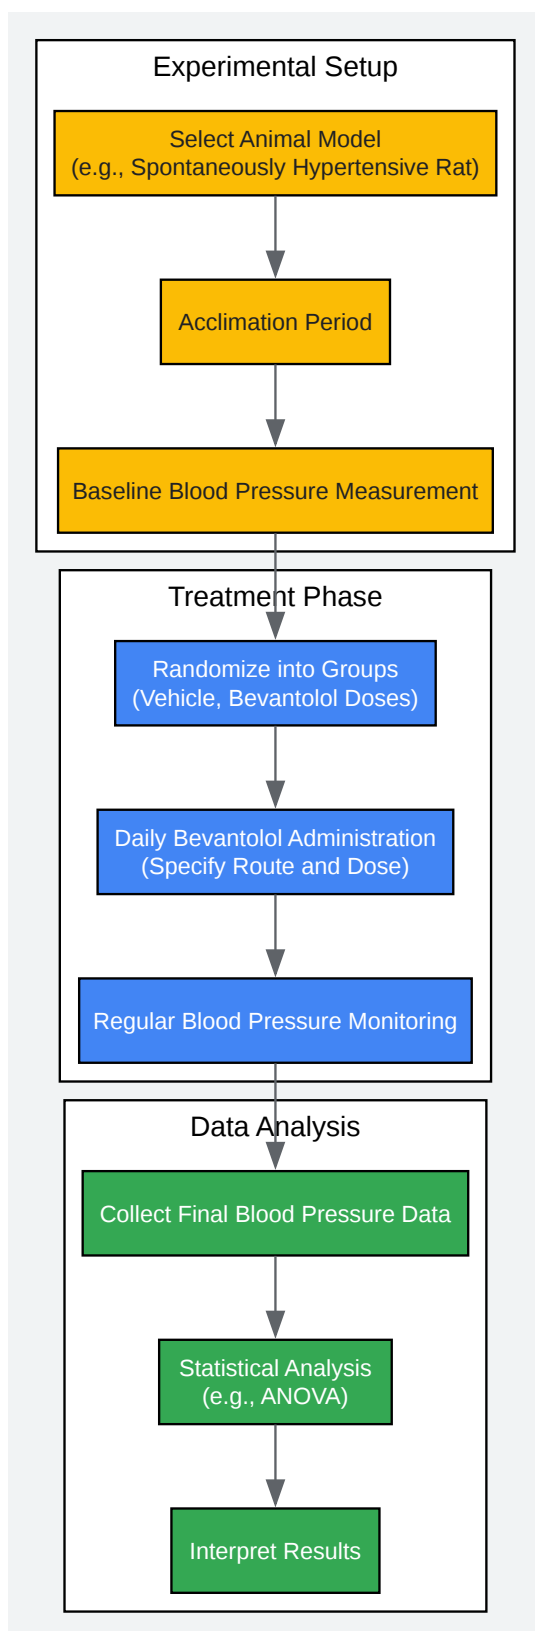 Experimental Setup
Select Animal Model
(e.g., Spontaneously Hypertensive Rat)
Acclimation Period
Baseline Blood Pressure Measurement
Treatment Phase
Randomize into Groups
(Vehicle, Bevantolol Doses)
Daily Bevantolol Administration
(Specify Route and Dose)
Regular Blood Pressure Monitoring
Data Analysis
Collect Final Blood Pressure Data
Statistical Analysis
(e.g., ANOVA)
Interpret Results